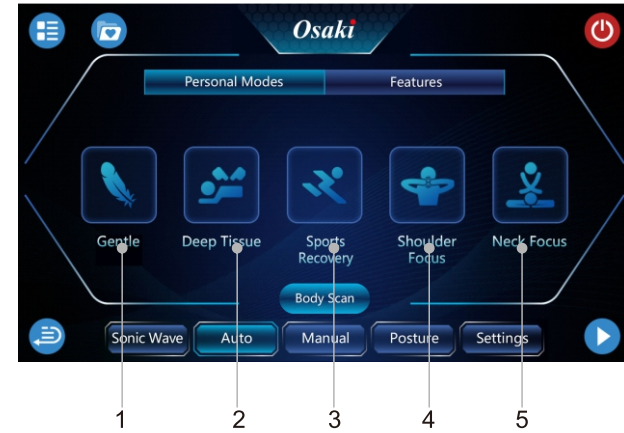 Osaki
Personal Modes Features
Gentle Deep Tissue Sports Shoulder Neck Focus
Recovery Focus
Body Scan
Sonic Wave Auto Manual Posture Settings
1 2 3 4 5